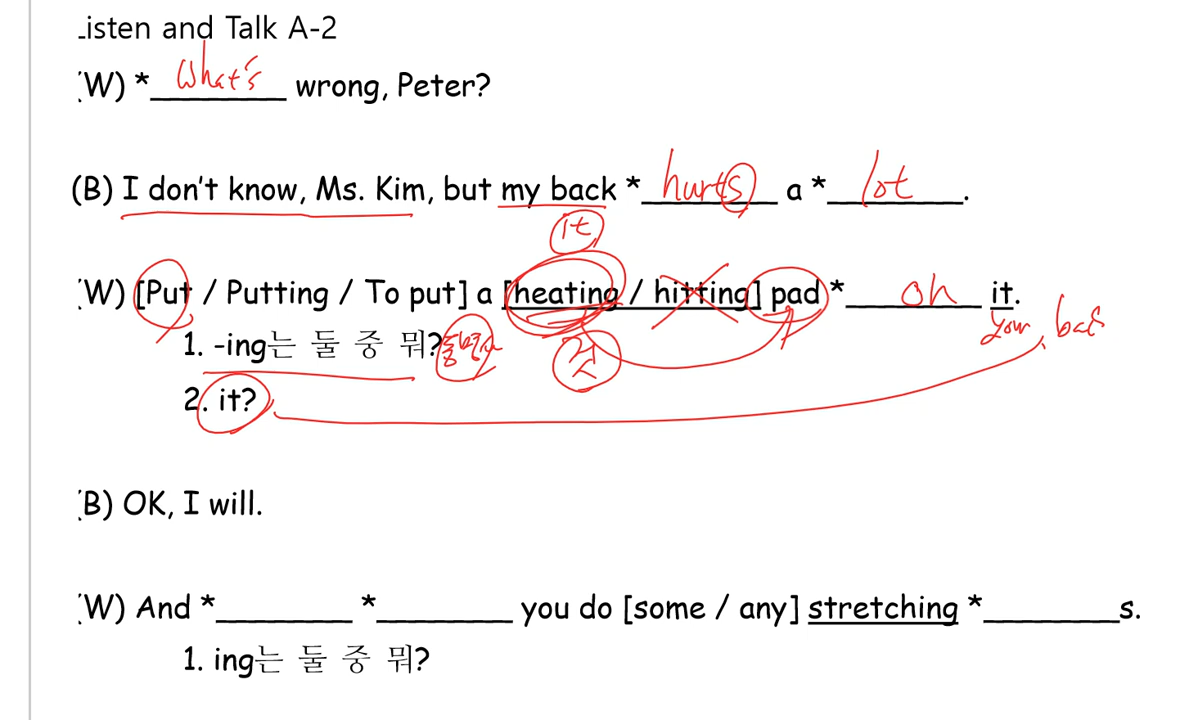 Listen and Talk A-2
(W) * What's wrong, Peter?
(B) I don't know, Ms. Kim, but my back * hurts a * lot.
it
(W) [Put / Putting / To put] a [heating / hitting] pad * on it.
your back
1. -ing는 둘 중 뭐? 동명사
것
2. it?
(B) OK, I will.
(W) And *________ *________ you do [some / any] stretching *________s.
1. ing는 둘 중 뭐?